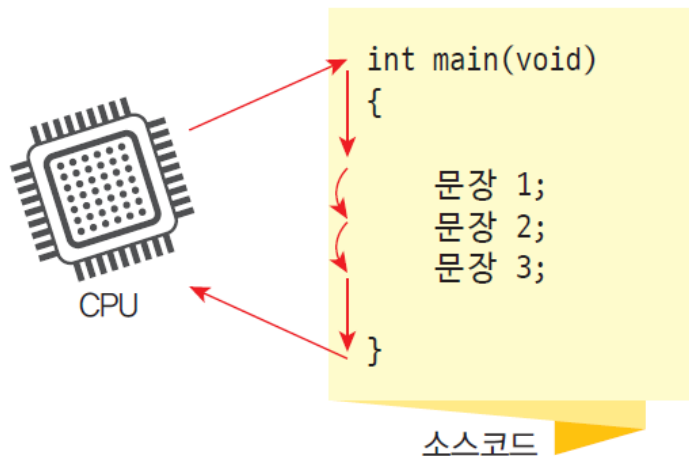 int main(void)
{
문장 1;
문장 2;
문장 3;
}
CPU
소스코드